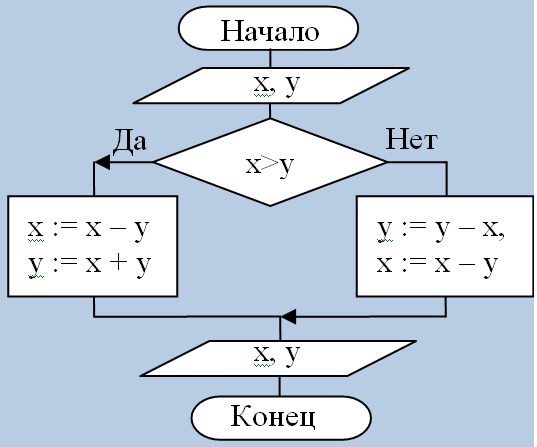 Начало
x, y
Да
Нет
x>y
x := x – y
y := x + y
y := y – x,
x := x – y
x, y
Конец